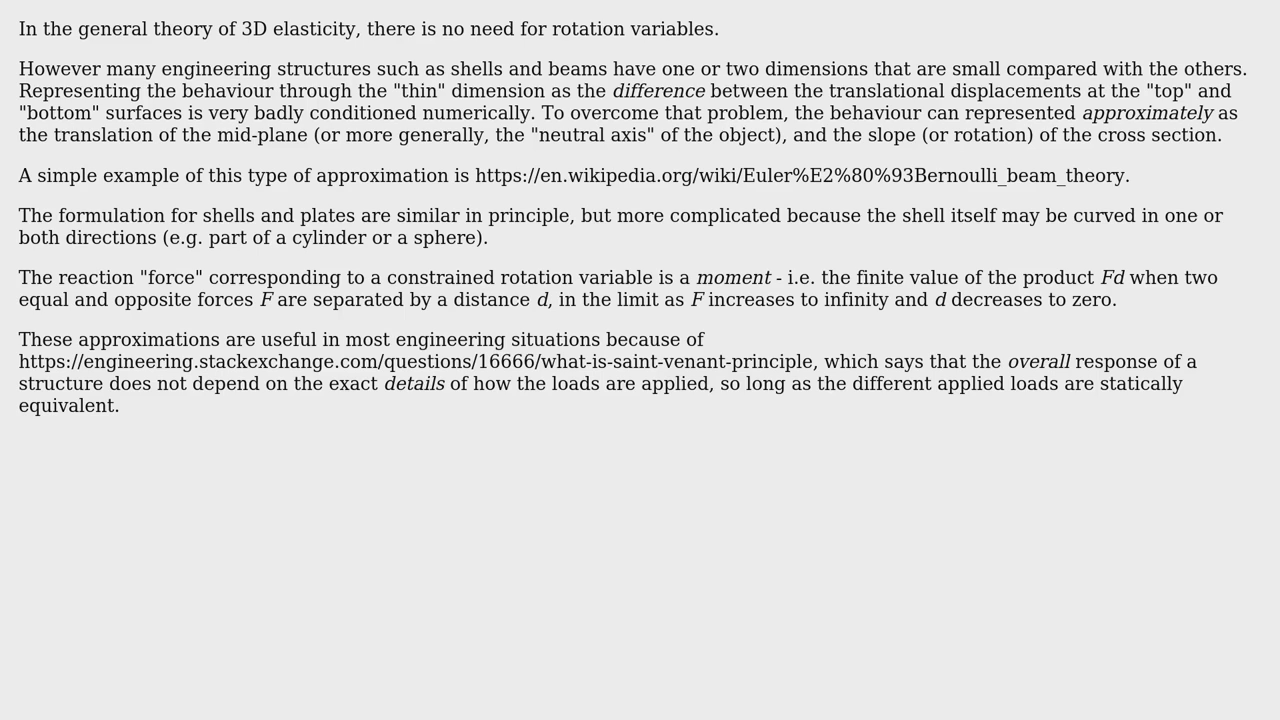 In the general theory of 3D elasticity, there is no need for rotation variables.
However many engineering structures such as shells and beams have one or two dimensions that are small compared with the others.
Representing the behaviour through the "thin" dimension as the difference between the translational displacements at the "top" and
"bottom" surfaces is very badly conditioned numerically. To overcome that problem, the behaviour can represented approximately as
the translation of the mid-plane (or more generally, the "neutral axis" of the object), and the slope (or rotation) of the cross section.
A simple example of this type of approximation is https://en.wikipedia.org/wiki/Euler%E2%80%93Bernoulli_beam_theory.
The formulation for shells and plates are similar in principle, but more complicated because the shell itself may be curved in one or
both directions (e.g. part of a cylinder or a sphere).
The reaction "force" corresponding to a constrained rotation variable is a moment - i.e. the finite value of the product Fd when two
equal and opposite forces F are separated by a distance d, in the limit as F increases to infinity and d decreases to zero.
These approximations are useful in most engineering situations because of
https://engineering.stackexchange.com/questions/16666/what-is-saint-venant-principle, which says that the overall response of a
structure does not depend on the exact details of how the loads are applied, so long as the different applied loads are statically
equivalent.